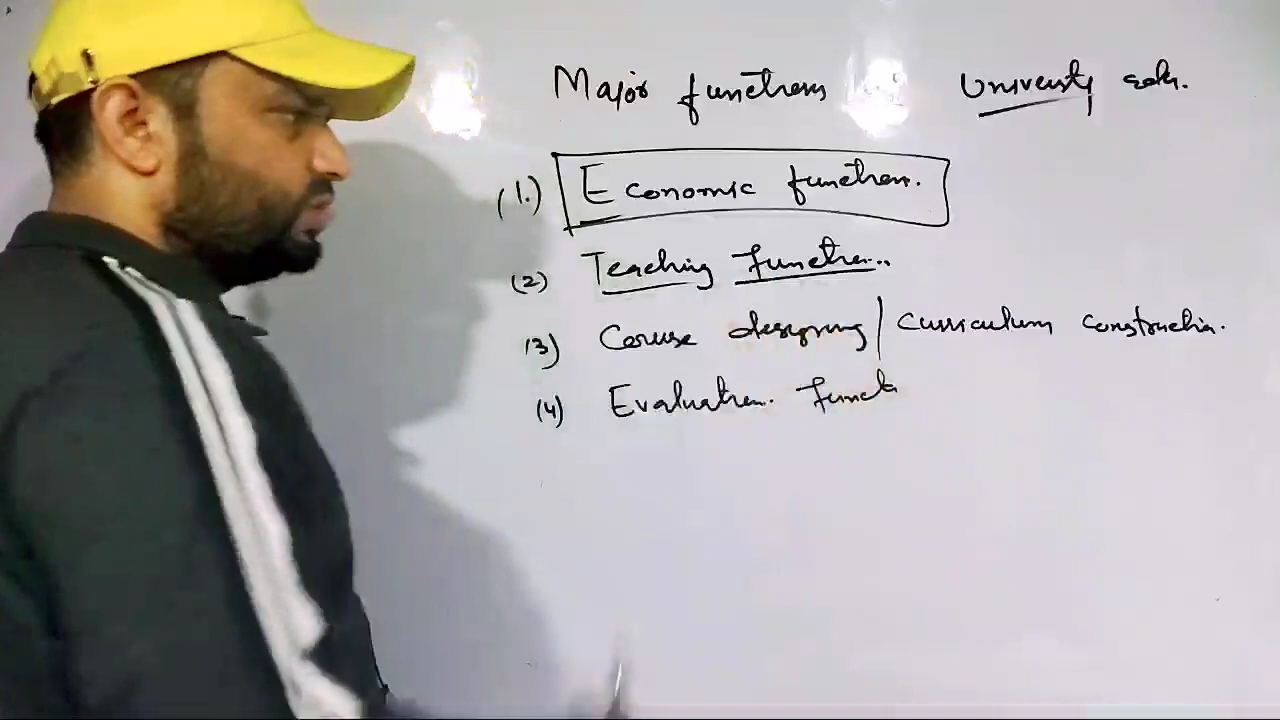 Major functions University edn.
(1.) Economic function.
(2) Teaching function..
(3) Course designing / curriculum construction.
(4) Evaluation. funct